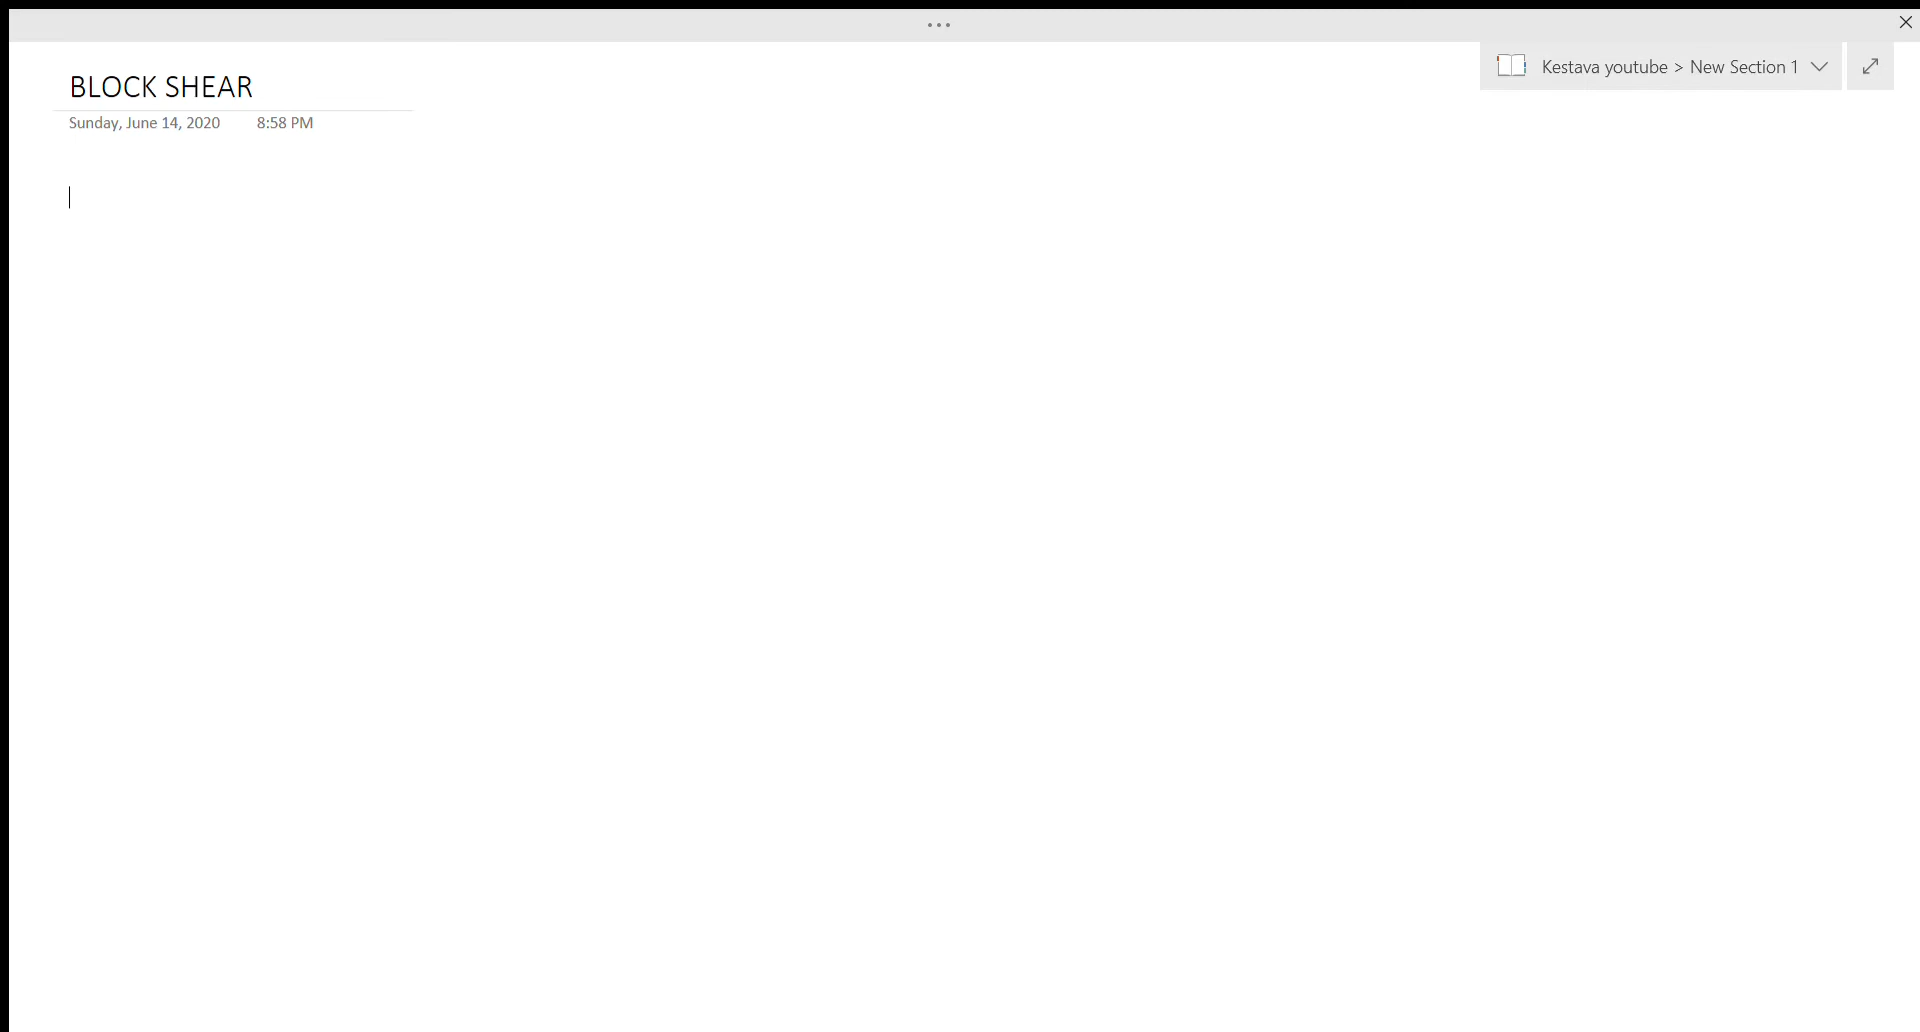 BLOCK SHEAR
Sunday, June 14, 2020 8:58 PM
Kestava youtube > New Section 1